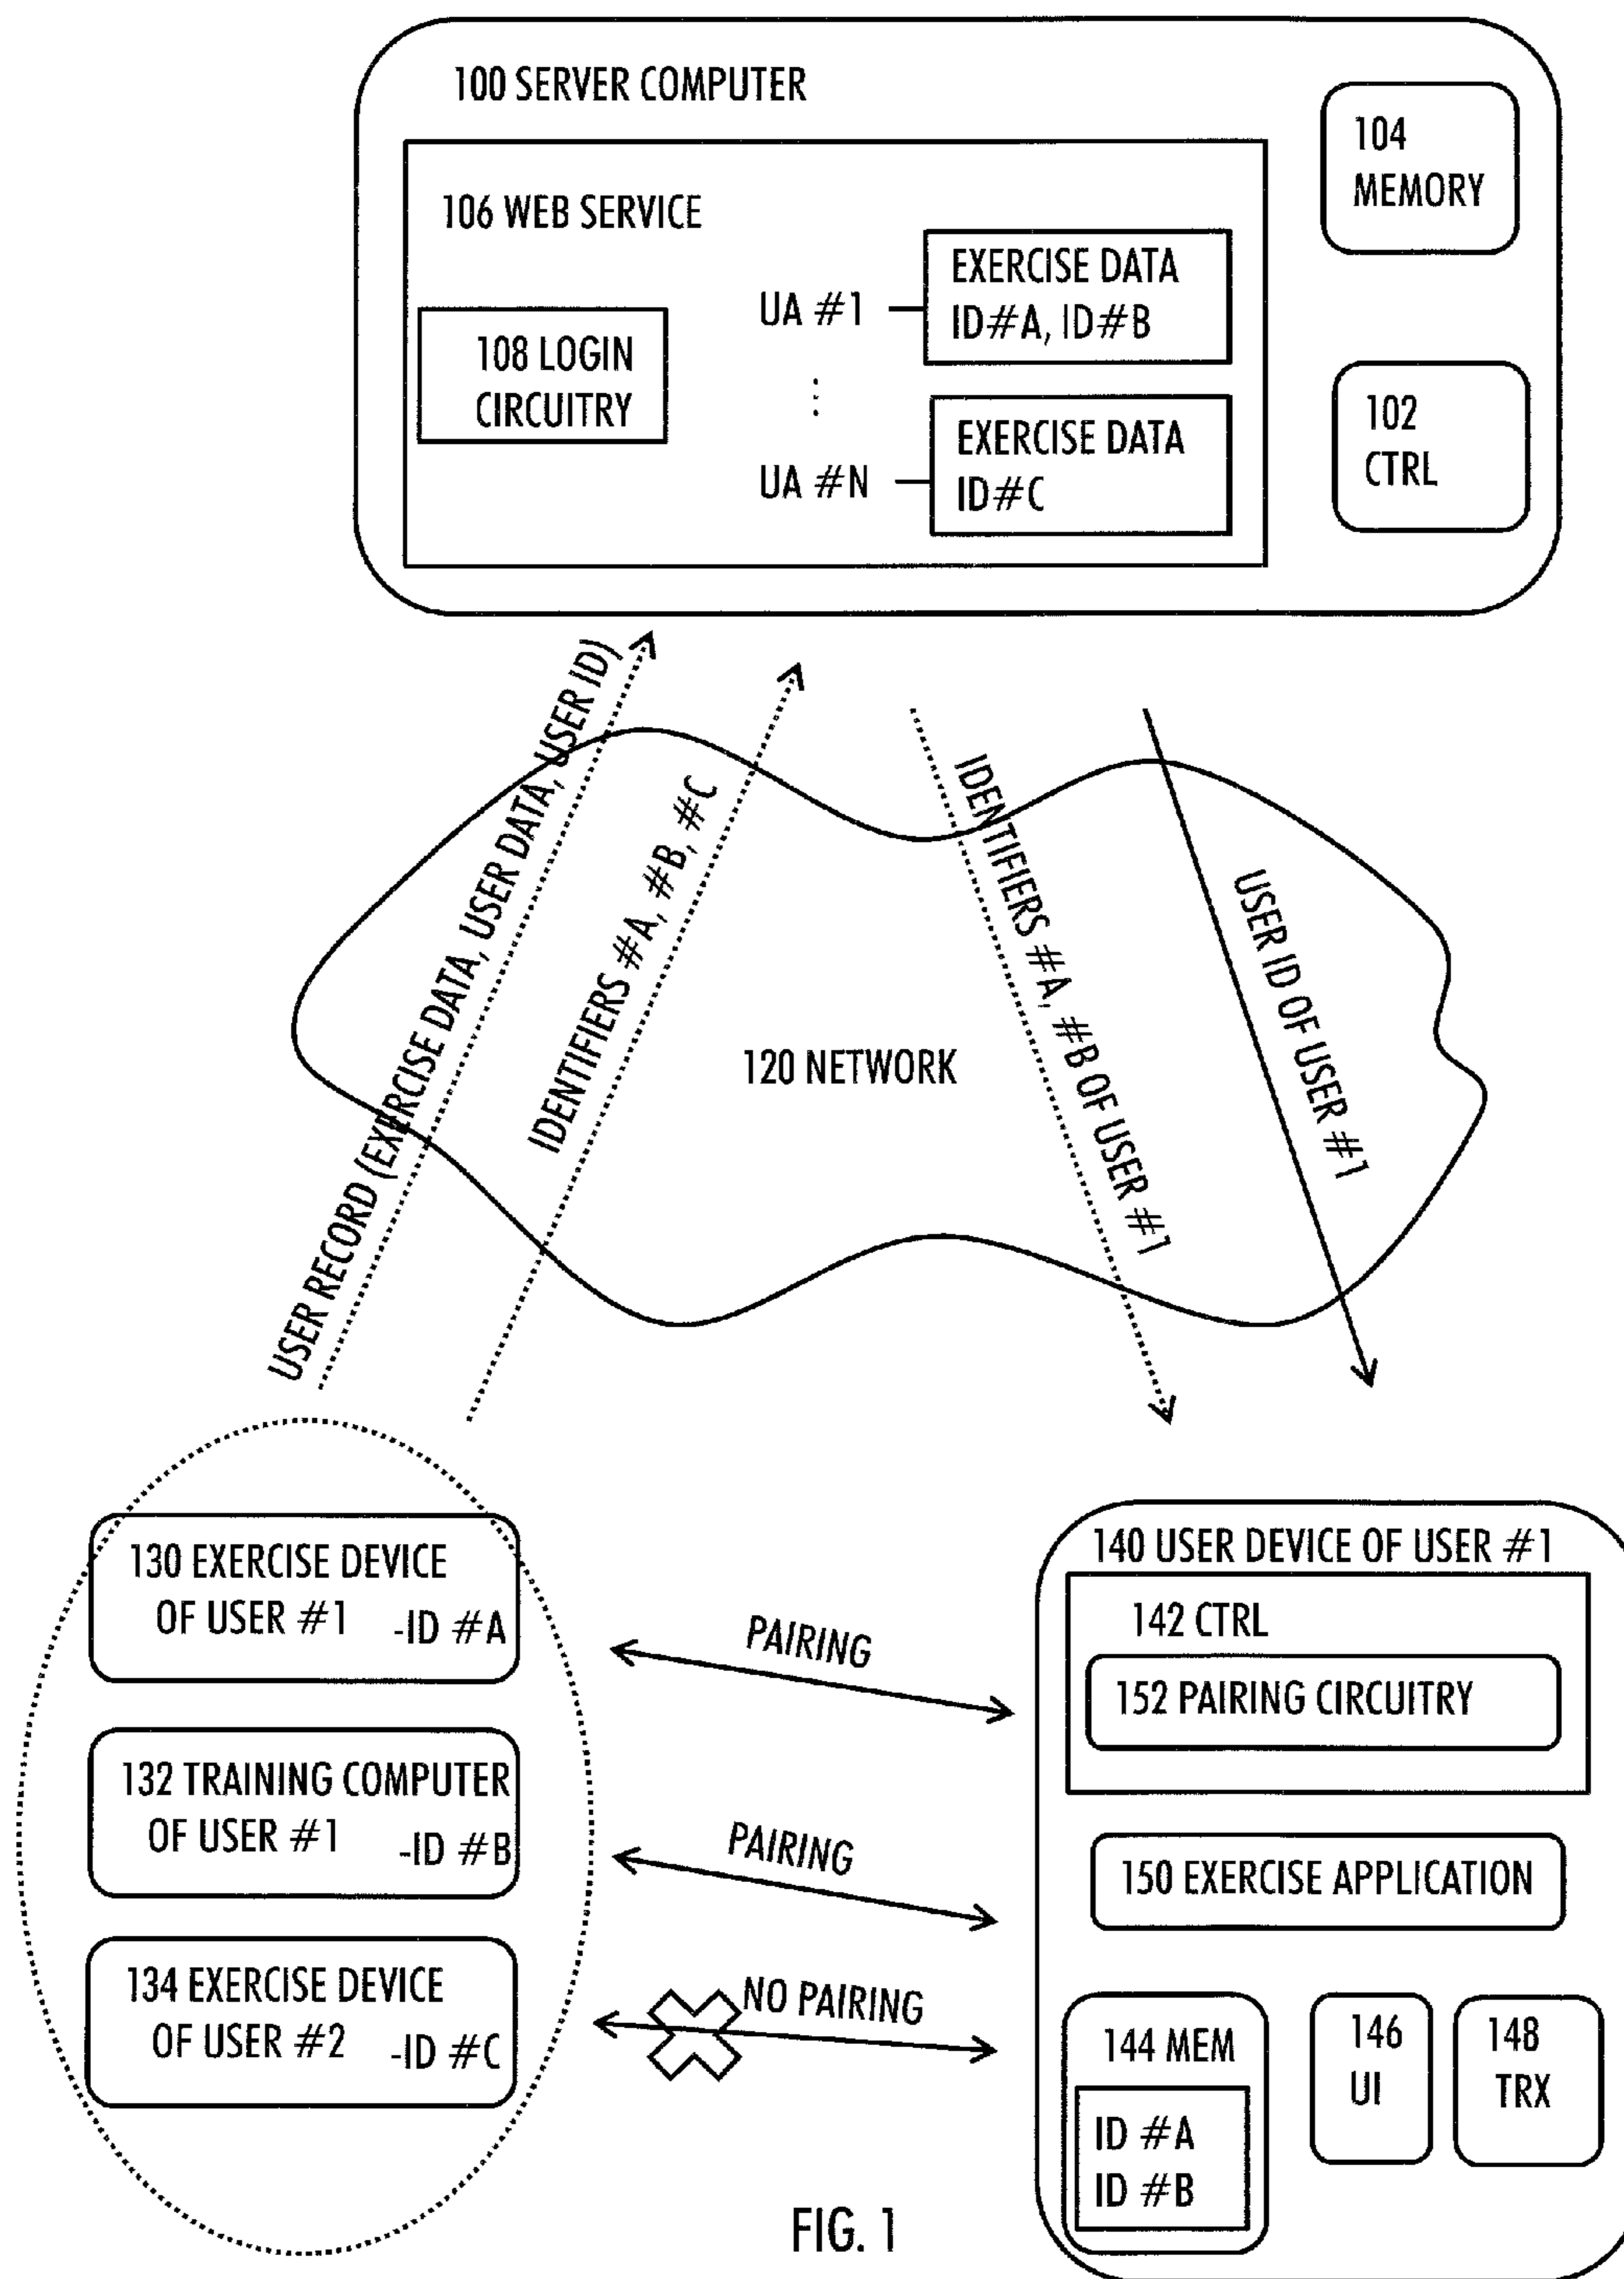 100 SERVER COMPUTER
104
MEMORY
106 WEB SERVICE
EXERCISE DATA
ID#A, ID#B
UA #1
108 LOGIN
CIRCUITRY
102
CTRL
EXERCISE DATA
ID#C
UA #N
USER RECORD (EXERCISE DATA, USER DATA, USER ID)
IDENTIFIERS #A, #B, #C
IDENTIFIERS #A, #B OF USER #1
USER ID OF USER #1
120 NETWORK
130 EXERCISE DEVICE
OF USER #1 -ID #A
132 TRAINING COMPUTER
OF USER #1 -ID #B
134 EXERCISE DEVICE
OF USER #2 -ID #C
PAIRING
PAIRING
NO PAIRING
140 USER DEVICE OF USER #1
142 CTRL
152 PAIRING CIRCUITRY
150 EXERCISE APPLICATION
144 MEM
ID #A
ID #B
146
UI
148
TRX
FIG. 1